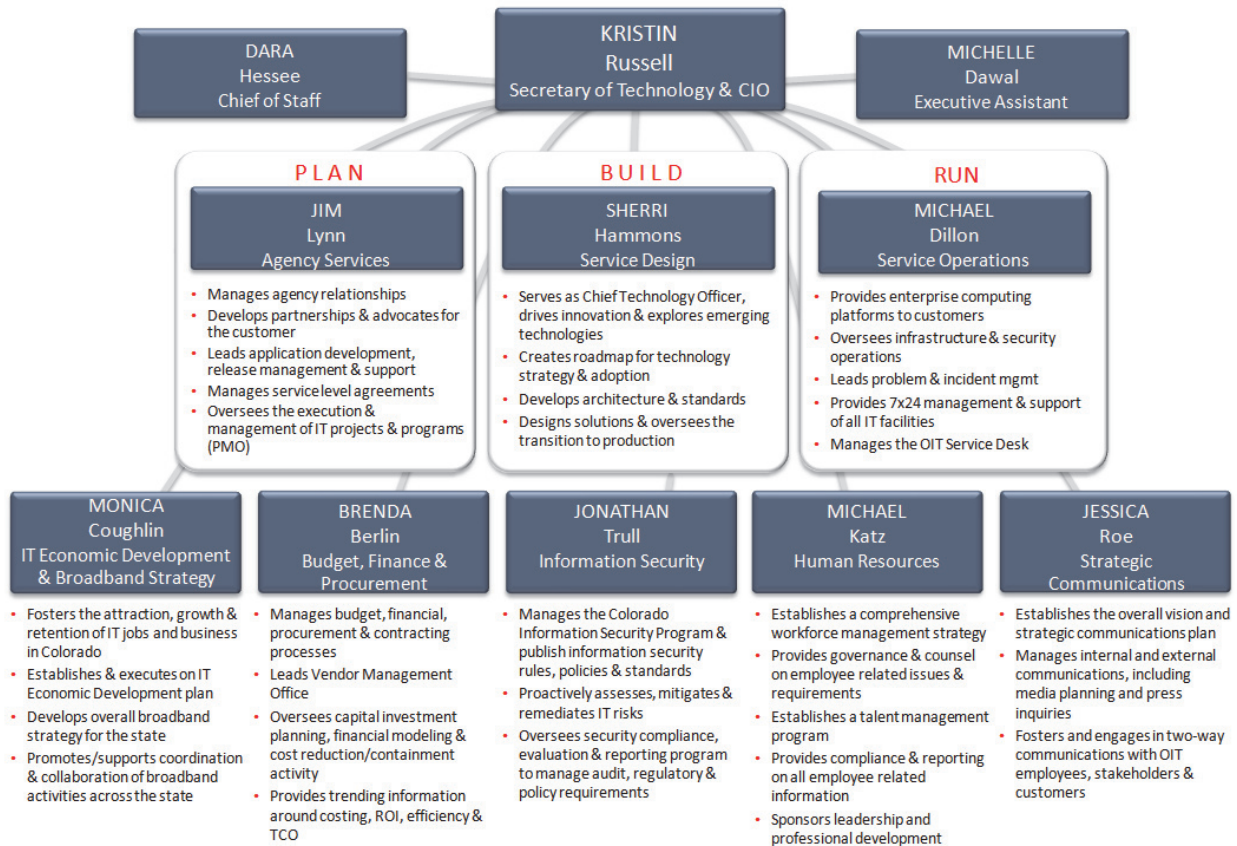 KRISTIN
Russell
Secretary of Technology & CIO
DARA
Hessee
Chief of Staff
MICHELLE
Dawal
Executive Assistant
PLAN
JIM
Lynn
Agency Services
• Manages agency relationships
• Develops partnerships & advocates for
the customer
• Leads application development,
release management & support
• Manages service level agreements
• Oversees the execution &
management of IT projects & programs
(PMO)
BUILD
SHERRI
Hammons
Service Design
• Serves as Chief Technology Officer,
drives innovation & explores emerging
technologies
• Creates roadmap for technology
strategy & adoption
• Develops architecture & standards
• Designs solutions & oversees the
transition to production
RUN
MICHAEL
Dillon
Service Operations
• Provides enterprise computing
platforms to customers
• Oversees infrastructure & security
operations
• Leads problem & incident mgmt
• Provides 7x24 management & support
of all IT facilities
• Manages the OIT Service Desk
MONICA
Coughlin
IT Economic Development
& Broadband Strategy
• Fosters the attraction, growth &
retention of IT jobs and business
in Colorado
• Establishes & executes on IT
Economic Development plan
• Develops overall broadband
strategy for the state
• Promotes/supports coordination
& collaboration of broadband
activities across the state
BRENDA
Berlin
Budget, Finance &
Procurement
• Manages budget, financial,
procurement & contracting
processes
• Leads Vendor Management
Office
• Oversees capital investment
planning, financial modeling &
cost reduction/containment
activity
• Provides trending information
around costing, ROI, efficiency &
TCO
JONATHAN
Trull
Information Security
• Manages the Colorado
Information Security Program &
publish information security
rules, policies & standards
• Proactively assesses, mitigates &
remediates IT risks
• Oversees security compliance,
evaluation & reporting program
to manage audit, regulatory &
policy requirements
MICHAEL
Katz
Human Resources
• Establishes a comprehensive
workforce management strategy
• Provides governance & counsel
on employee related issues &
requirements
• Establishes a talent management
program
• Provides compliance & reporting
on all employee related
information
• Sponsors leadership and
professional development
JESSICA
Roe
Strategic
Communications
• Establishes the overall vision and
strategic communications plan
• Manages internal and external
communications, including
media planning and press
inquiries
• Fosters and engages in two-way
communications with OIT
employees, stakeholders &
customers